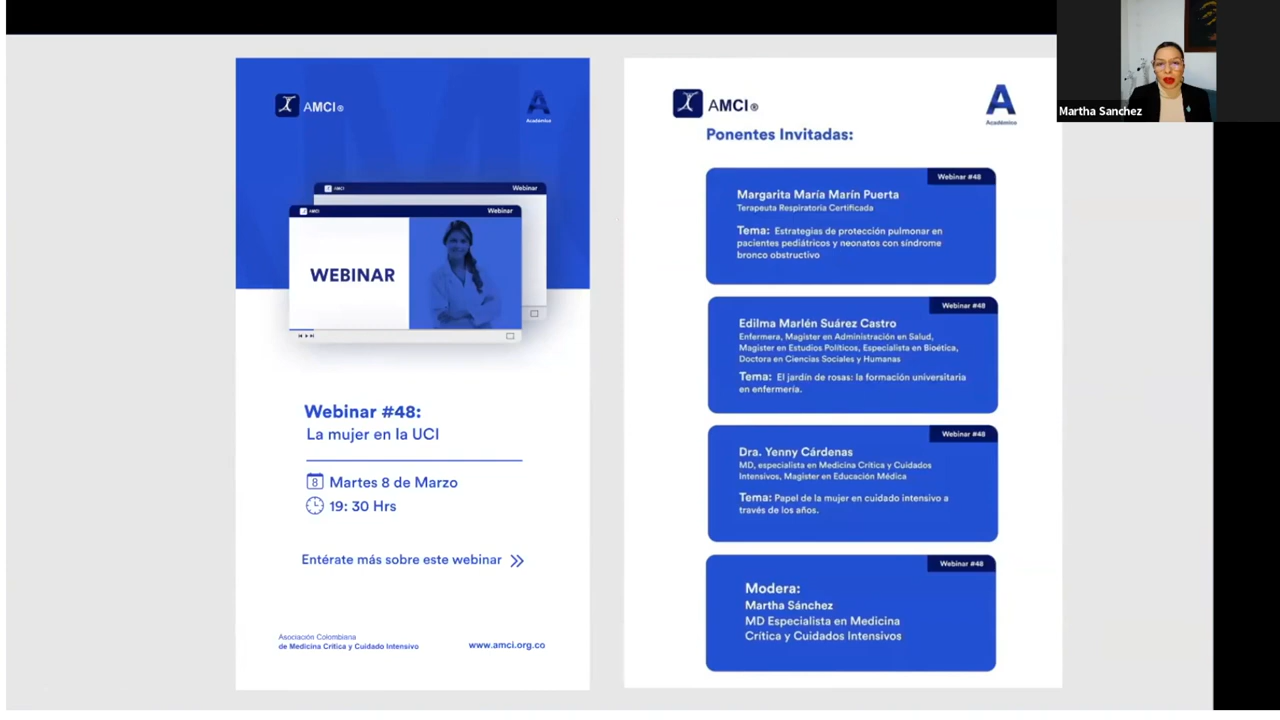 AMCI®
Académico
AMCI
Webinar
AMCI
Webinar
WEBINAR
Webinar #48:
La mujer en la UCI
8
Martes 8 de Marzo
19: 30 Hrs
Entérate más sobre este webinar
Asociación Colombiana
de Medicina Crítica y Cuidado Intensivo
www.amci.org.co
AMCI®
Académico
Ponentes Invitadas:
Webinar #48
Margarita María Marín Puerta
Terapeuta Respiratoria Certificada
Tema: Estrategias de protección pulmonar en
pacientes pediátricos y neonatos con síndrome
bronco obstructivo
Webinar #48
Edilma Marlén Suárez Castro
Enfermera, Magister en Administración en Salud,
Magister en Estudios Políticos, Especialista en Bioética,
Doctora en Ciencias Sociales y Humanas
Tema: El jardín de rosas: la formación universitaria
en enfermería.
Webinar #48
Dra. Yenny Cárdenas
MD, especialista en Medicina Crítica y Cuidados
Intensivos, Magister en Educación Médica
Tema: Papel de la mujer en cuidado intensivo a
través de los años.
Webinar #48
Modera:
Martha Sánchez
MD Especialista en Medicina
Crítica y Cuidados Intensivos
Martha Sanchez